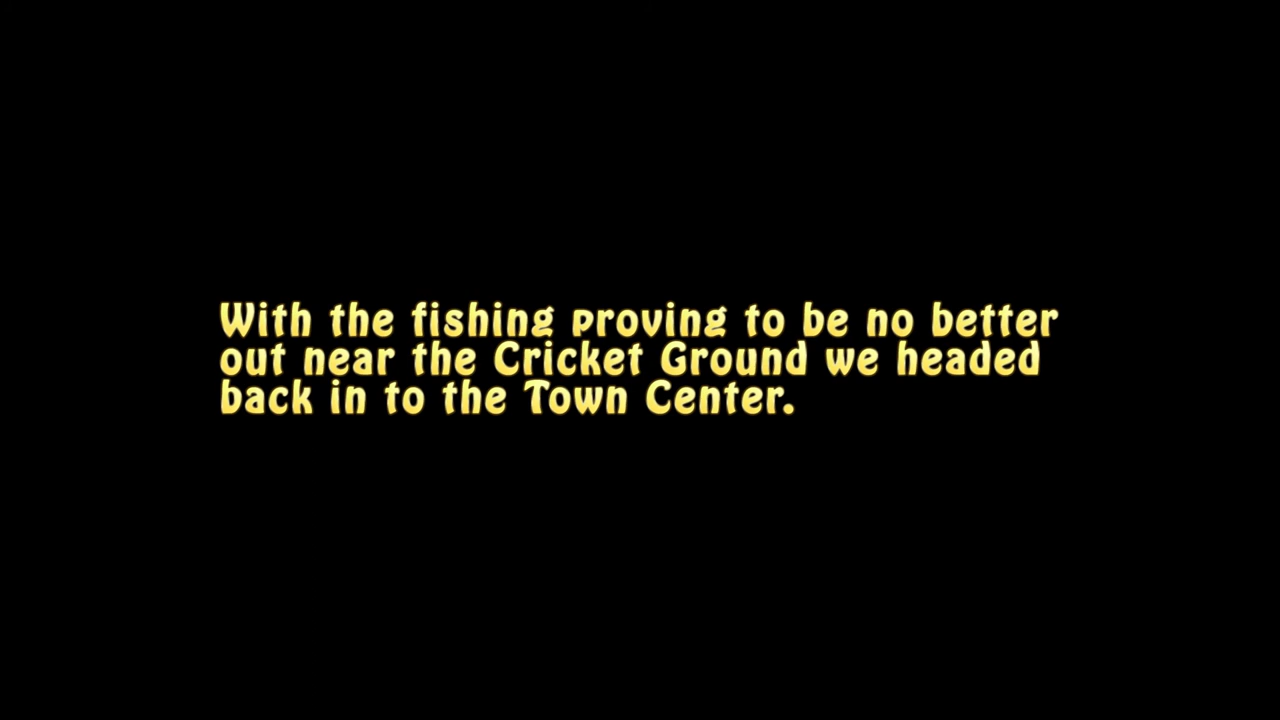 With the fishing proving to be no better
out near the Cricket Ground we headed
back in to the Town Center.